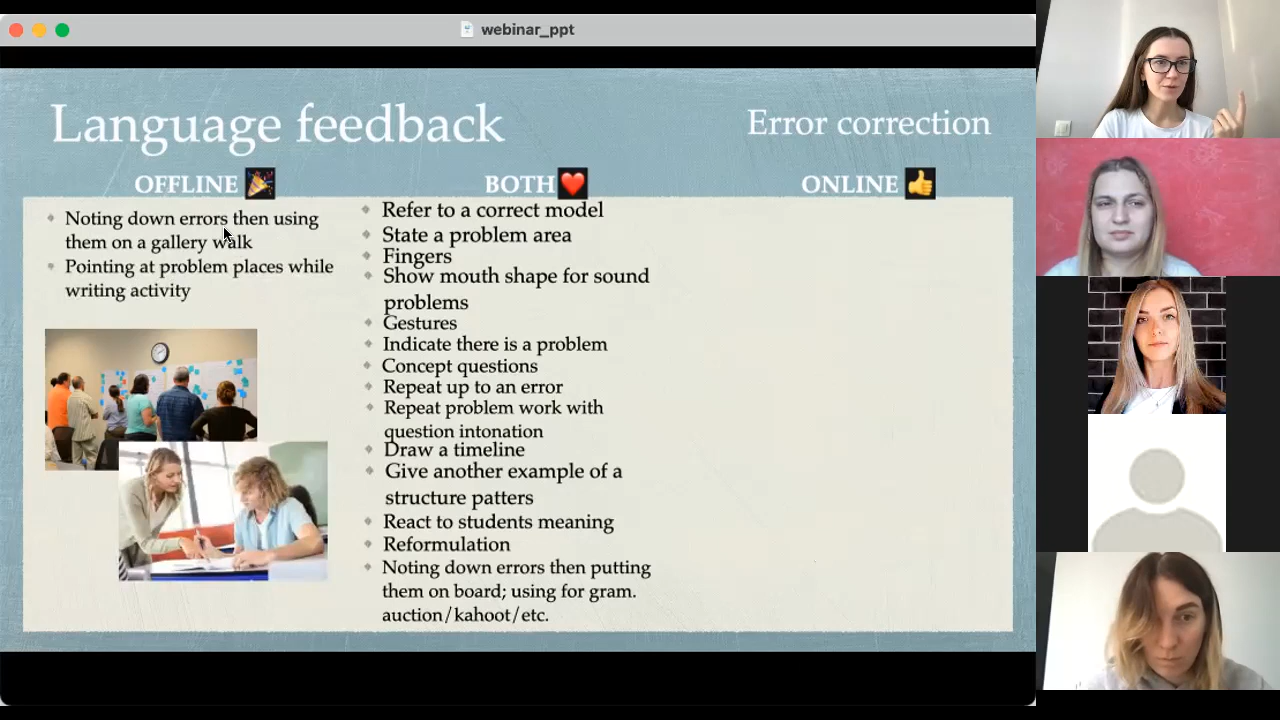 webinar_ppt
Language feedback
Error correction
OFFLINE
Noting down errors then using
them on a gallery walk
Pointing at problem places while
writing activity
BOTH
Refer to a correct model
State a problem area
Fingers
Show mouth shape for sound
problems
Gestures
Indicate there is a problem
Concept questions
Repeat up to an error
Repeat problem work with
question intonation
Draw a timeline
Give another example of a
structure patters
React to students meaning
Reformulation
Noting down errors then putting
them on board; using for gram.
auction/kahoot/etc.
ONLINE